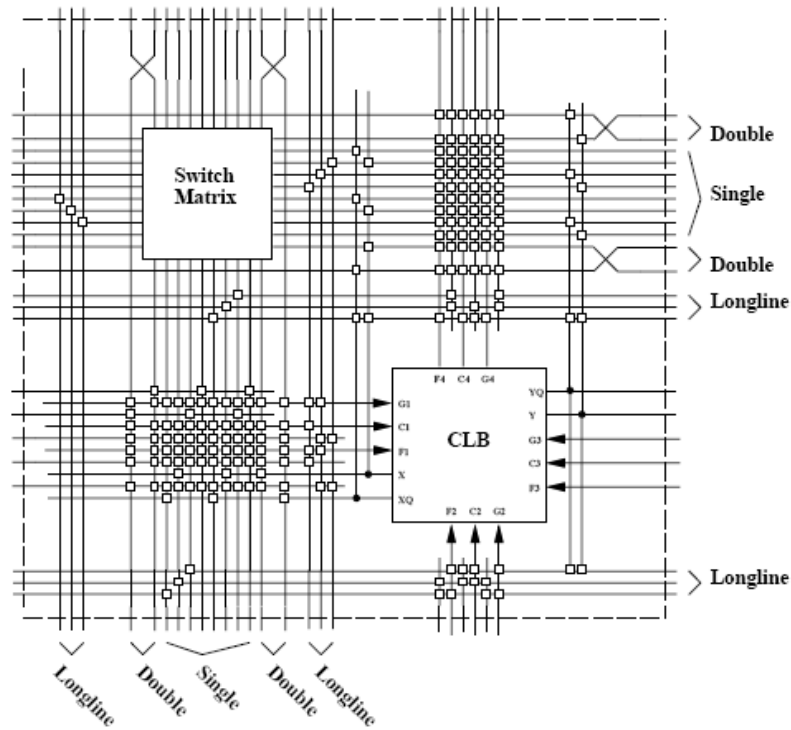 Double
Switch
Matrix
Single
Double
Longline
F4 C4 G4
YQ
G1
Y
C1
CLB
G3
F1
C3
X
F3
XQ
F2 C2 G2
Longline
Longline
Double
Single
Double
Longline